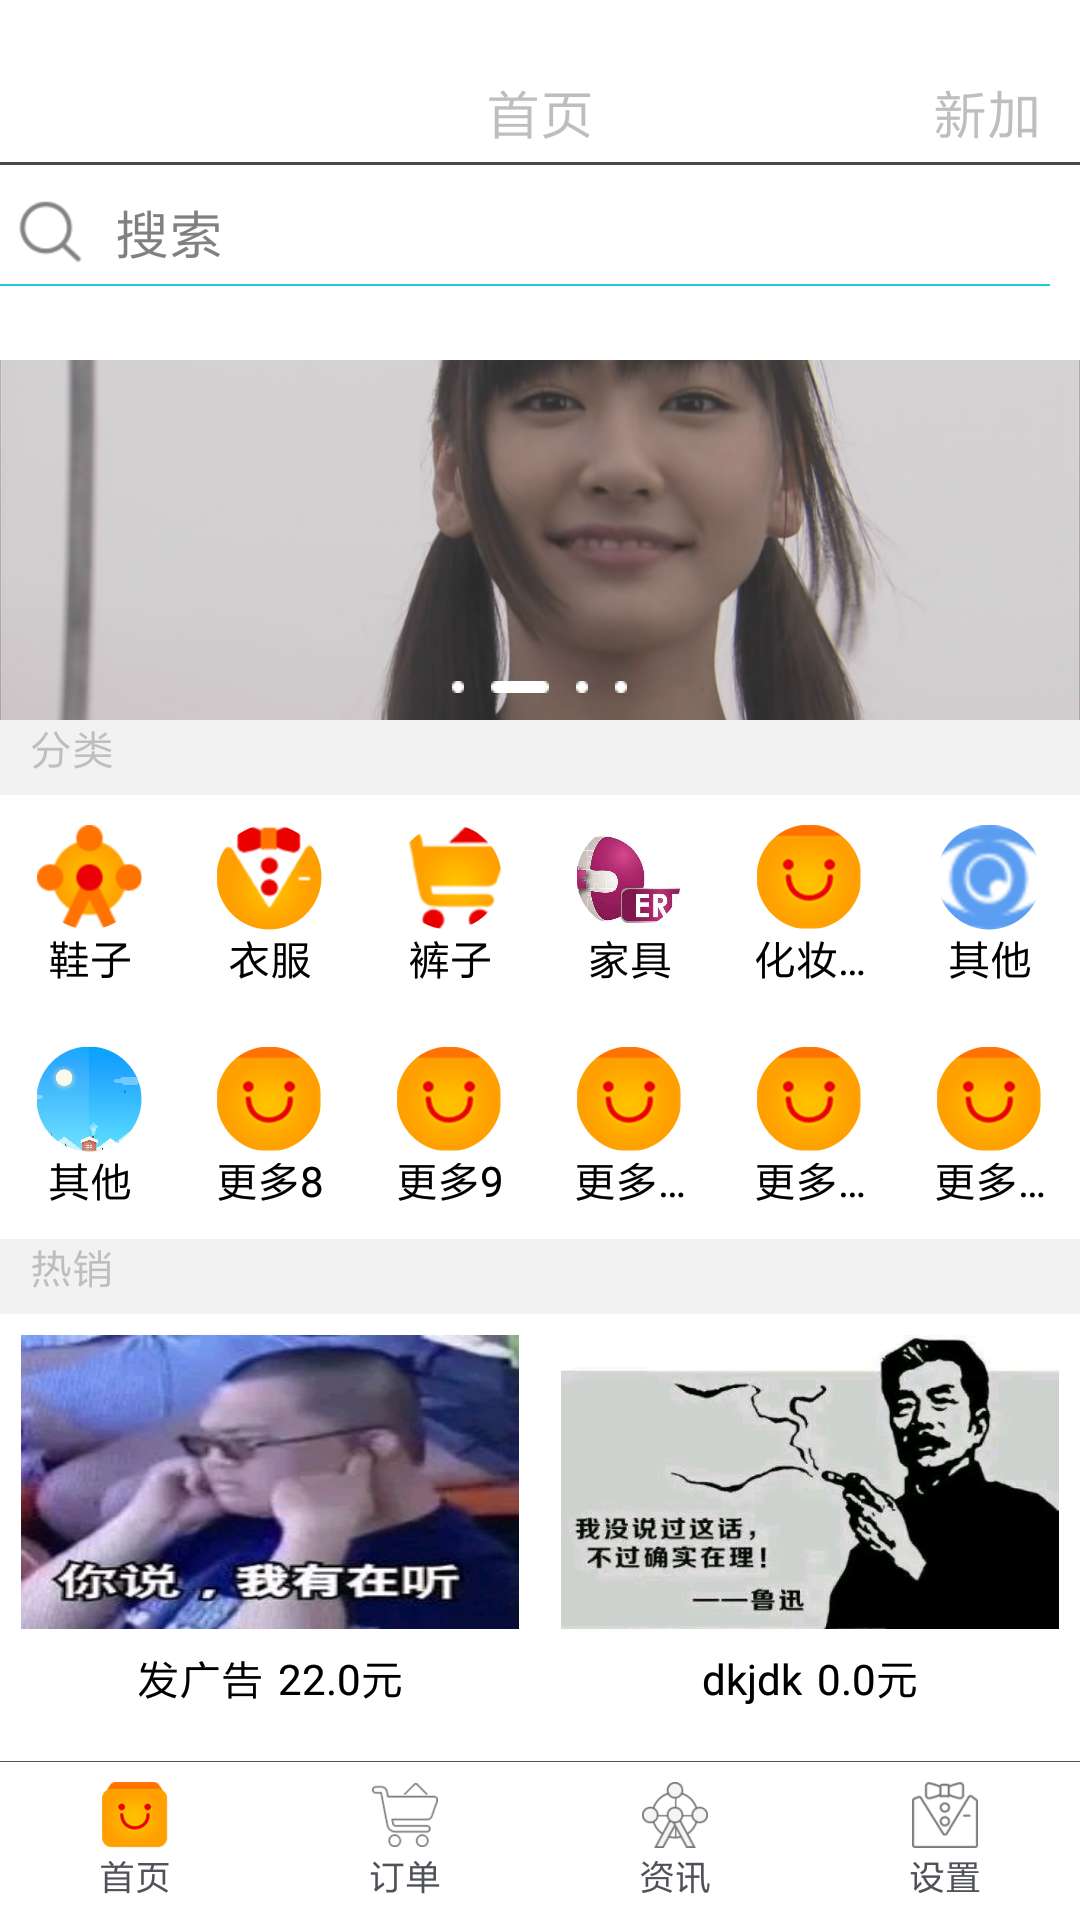 首页 新加
搜索
分类
ER
鞋子 衣服 裤子 家具 化妆... 其他
其他 更多8 更多9 更多... 更多... 更多...
热销
你说，我有在听
我没说过这话，
不过确实在理！
——鲁迅
发广告 22.0元 dkjdk 0.0元
首页 订单 资讯 设置